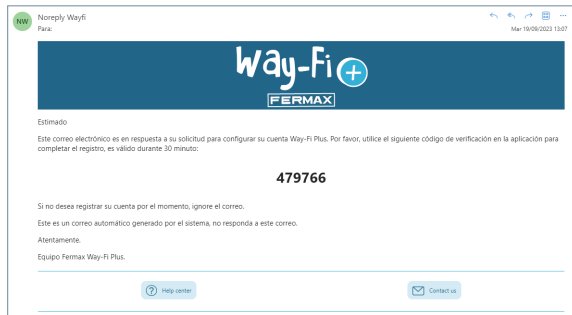 NW
Noreply Wayfi
Para:
Mar 19/09/2023 13:07
Way-Fi +
FERMAX
Estimado
Este correo electrónico es en respuesta a su solicitud para configurar su cuenta Way-Fi Plus. Por favor, utilice el siguiente código de verificación en la aplicación para
completar el registro, es válido durante 30 minuto:
479766
Si no desea registrar su cuenta por el momento, ignore el correo.
Este es un correo automático generado por el sistema, no responda a este correo.
Atentamente.
Equipo Fermax Way-Fi Plus.
Help center
Contact us